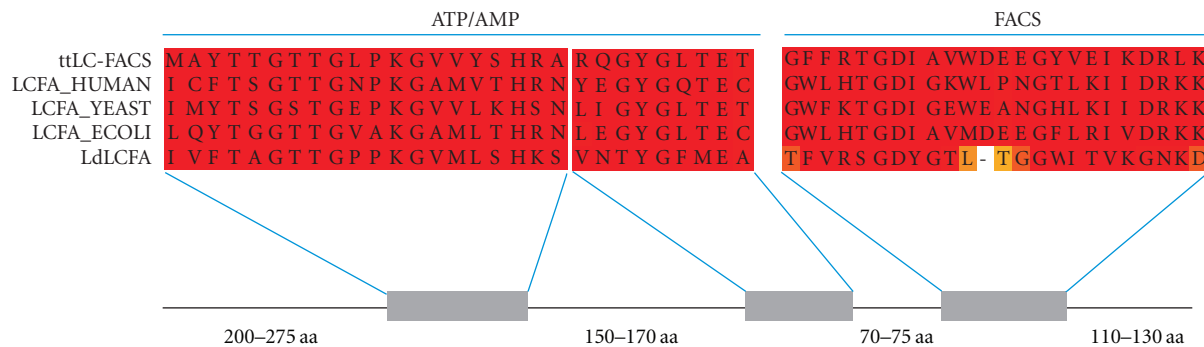 ATP/AMP FACS
ttLC-FACS M A Y T T G T T G L P K G V V Y S H R A R Q G Y G L T E T G F F R T G D I A V W D E E G Y V E I K D R L K
LCFA_HUMAN I C F T S G T T G N P K G A M V T H R N Y E G Y G Q T E C G W L H T G D I G K W L P N G T L K I I D R K K
LCFA_YEAST I M Y T S G S T G E P K G V V L K H S N L I G Y G L T E T G W F K T G D I G E W E A N G H L K I I D R K K
LCFA_ECOLI L Q Y T G G T T G V A K G A M L T H R N L E G Y G L T E C G W L H T G D I A V M D E E G F L R I V D R K K
LdLCFA I V F T A G T T G P P K G V M L S H K S V N T Y G F M E A T F V R S G D Y G T L - T G G W I T V K G N K D
200–275 aa 150–170 aa 70–75 aa 110–130 aa